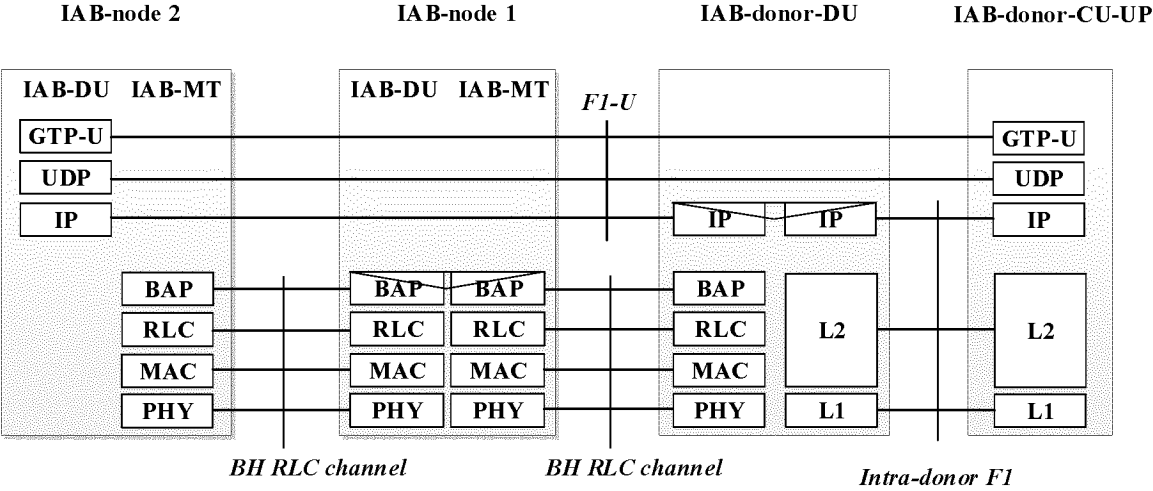 IAB-node 2 IAB-node 1 IAB-donor-DU IAB-donor-CU-UP
IAB-DU IAB-MT IAB-DU IAB-MT
F1-U
GTP-U GTP-U
UDP UDP
IP IP IP IP
BAP BAP BAP BAP
RLC RLC RLC RLC L2 L2
MAC MAC MAC MAC
PHY PHY PHY PHY L1 L1
BH RLC channel BH RLC channel
Intra-donor F1